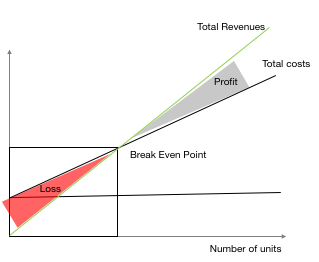 Total Revenues
Total costs
Profit
Break Even Point
Loss
Number of units